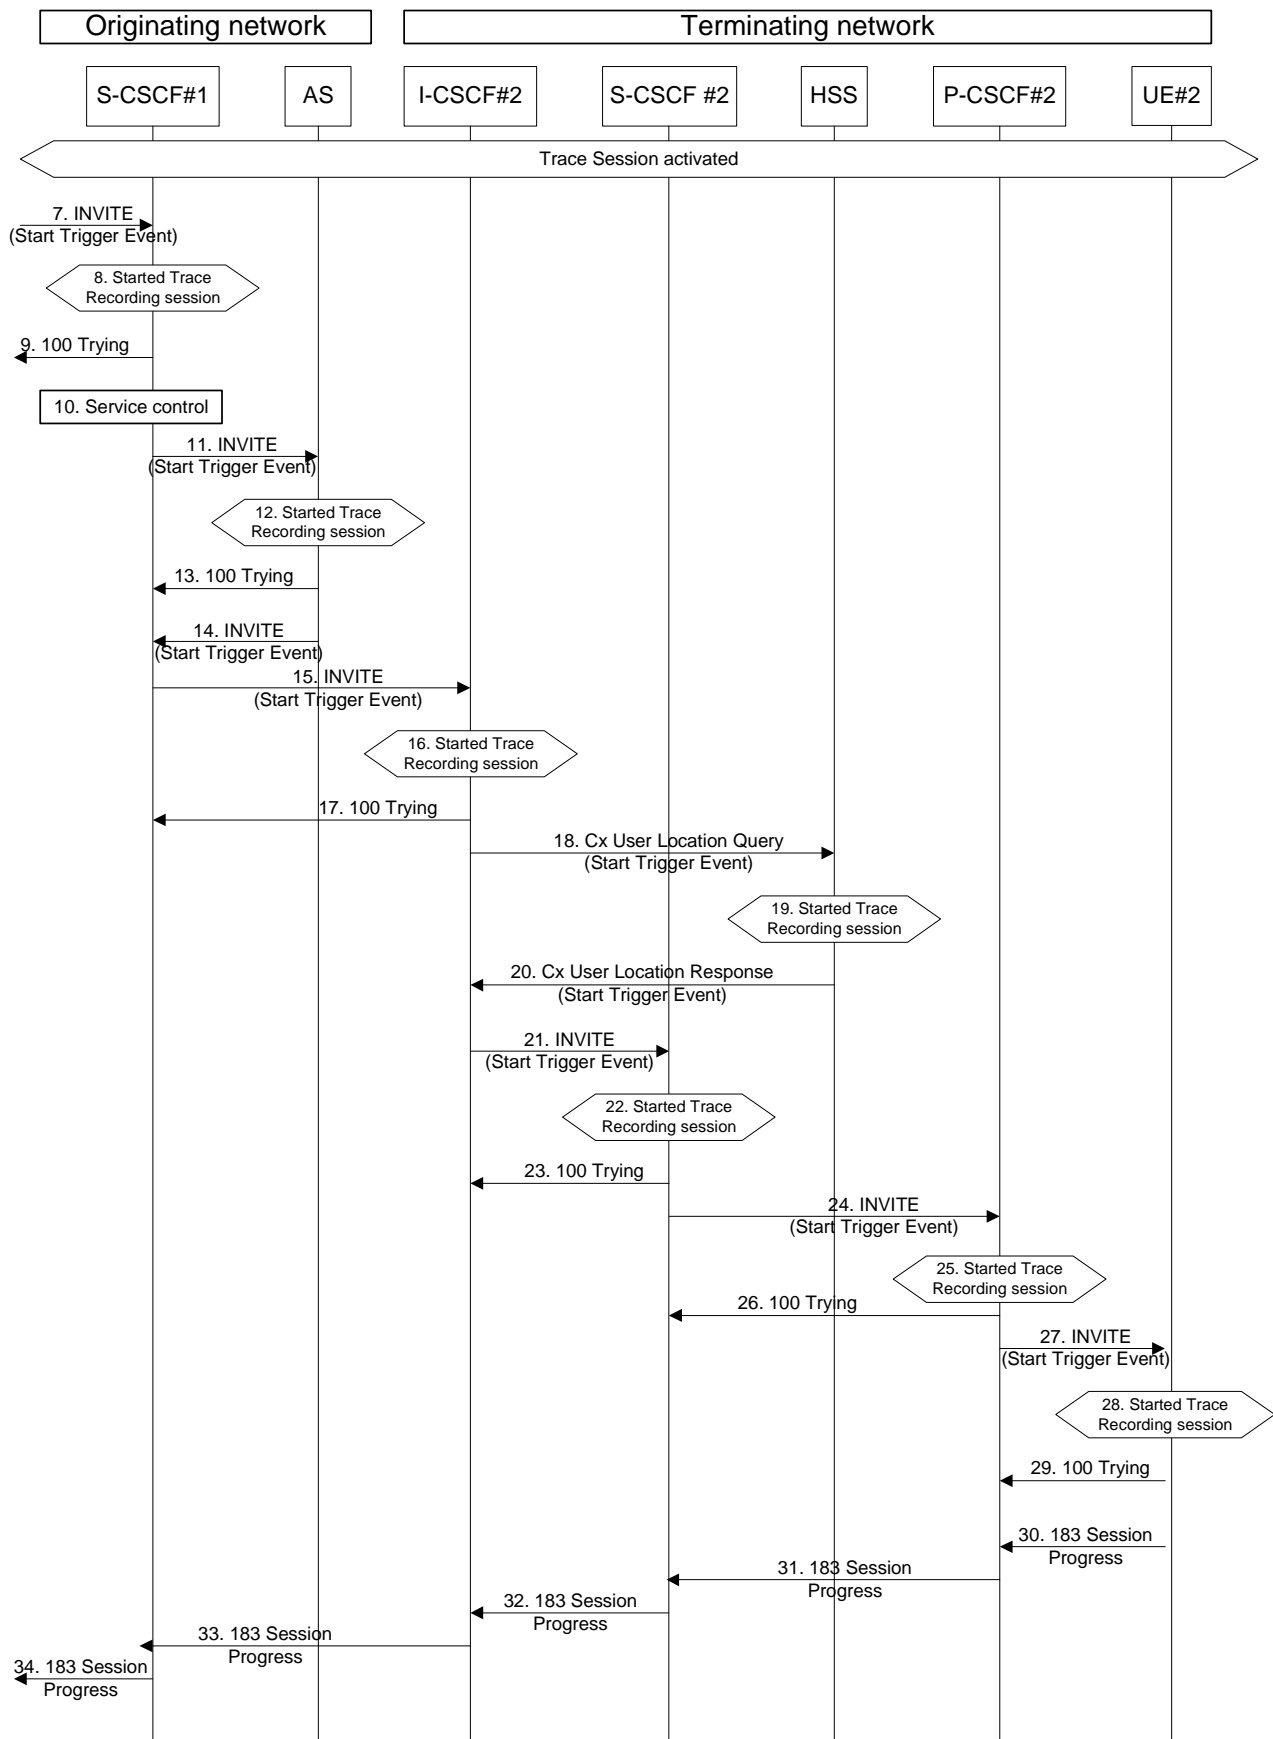 Originating network
Terminating network
S-CSCF#1
AS
I-CSCF#2
S-CSCF #2
HSS
P-CSCF#2
UE#2
Trace Session activated
7. INVITE
(Start Trigger Event)
8. Started Trace
Recording session
9. 100 Trying
10. Service control
11. INVITE
(Start Trigger Event)
12. Started Trace
Recording session
13. 100 Trying
14. INVITE
(Start Trigger Event)
15. INVITE
(Start Trigger Event)
16. Started Trace
Recording session
17. 100 Trying
18. Cx User Location Query
(Start Trigger Event)
19. Started Trace
Recording session
20. Cx User Location Response
(Start Trigger Event)
21. INVITE
(Start Trigger Event)
22. Started Trace
Recording session
23. 100 Trying
24. INVITE
(Start Trigger Event)
25. Started Trace
Recording session
26. 100 Trying
27. INVITE
(Start Trigger Event)
28. Started Trace
Recording session
29. 100 Trying
30. 183 Session
Progress
31. 183 Session
Progress
32. 183 Session
Progress
33. 183 Session
Progress
34. 183 Session
Progress